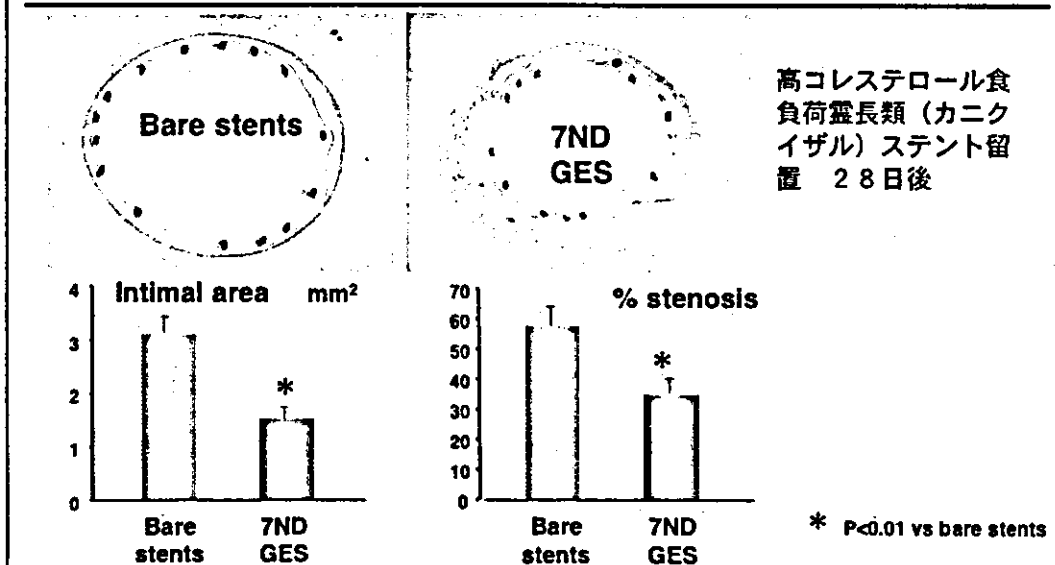 Bare stents
7ND
GES
高コレステロール食
負荷霊長類（カニク
イザル）ステント留
置　２８日後
Intimal area mm²
4
3
2
1
0
*
Bare
stents
7ND
GES
% stenosis
70
60
50
40
30
20
10
0
*
Bare
stents
7ND
GES
* P<0.01 vs bare stents